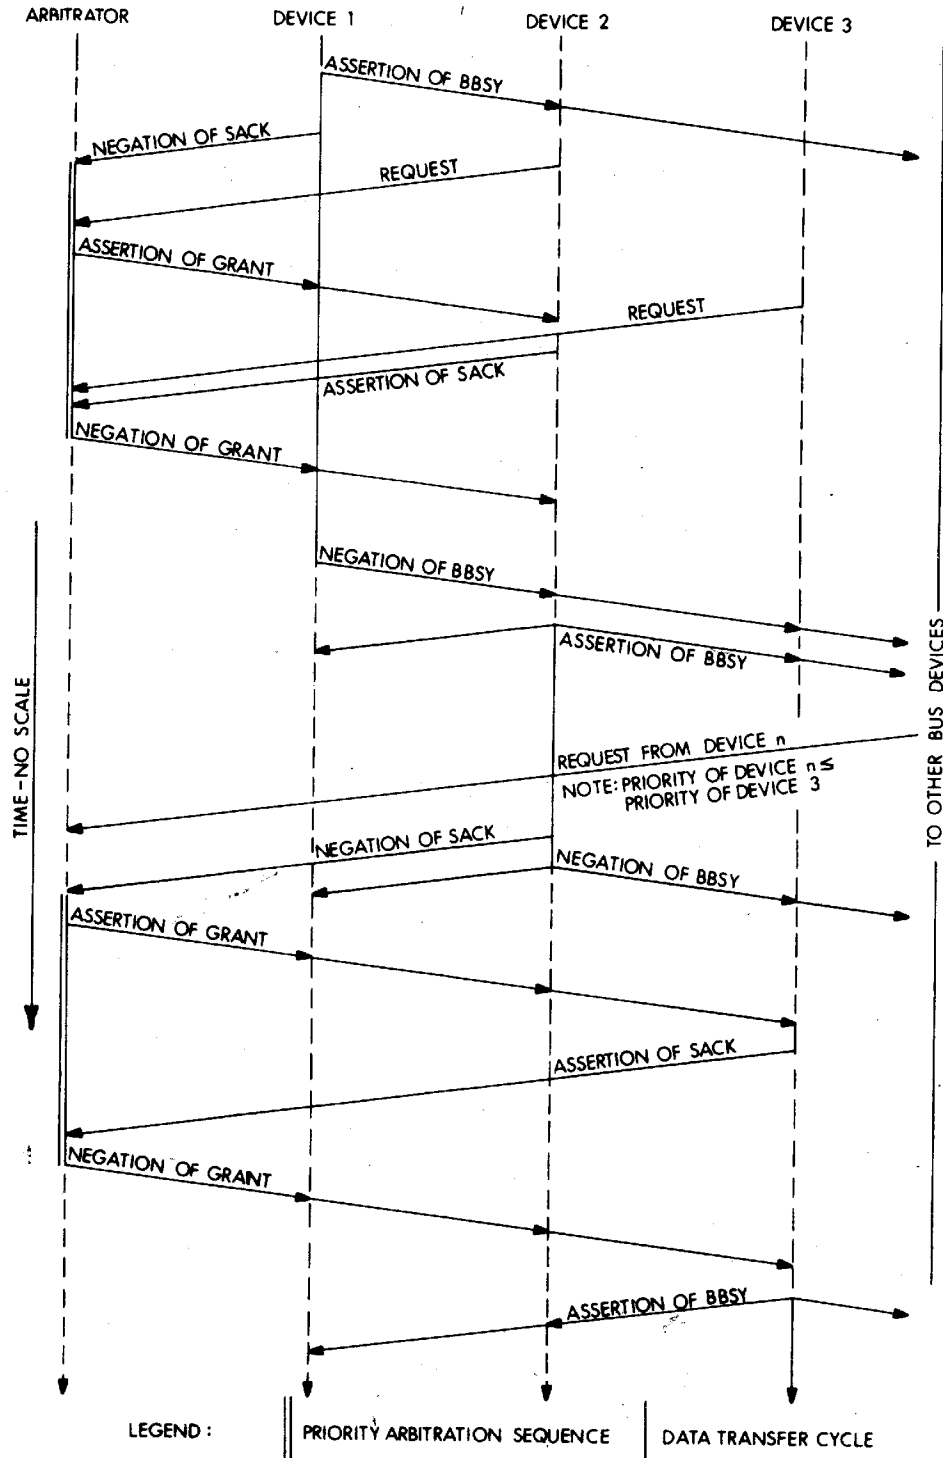 ARBITRATOR DEVICE 1 DEVICE 2 DEVICE 3
ASSERTION OF BBSY
NEGATION OF SACK
REQUEST
ASSERTION OF GRANT
REQUEST
ASSERTION OF SACK
NEGATION OF GRANT
NEGATION OF BBSY
ASSERTION OF BBSY
TO OTHER BUS DEVICES
TIME-NO SCALE
REQUEST FROM DEVICE n
NOTE: PRIORITY OF DEVICE n ≤
PRIORITY OF DEVICE 3
NEGATION OF SACK
NEGATION OF BBSY
ASSERTION OF GRANT
ASSERTION OF SACK
NEGATION OF GRANT
ASSERTION OF BBSY
LEGEND: PRIORITY ARBITRATION SEQUENCE DATA TRANSFER CYCLE